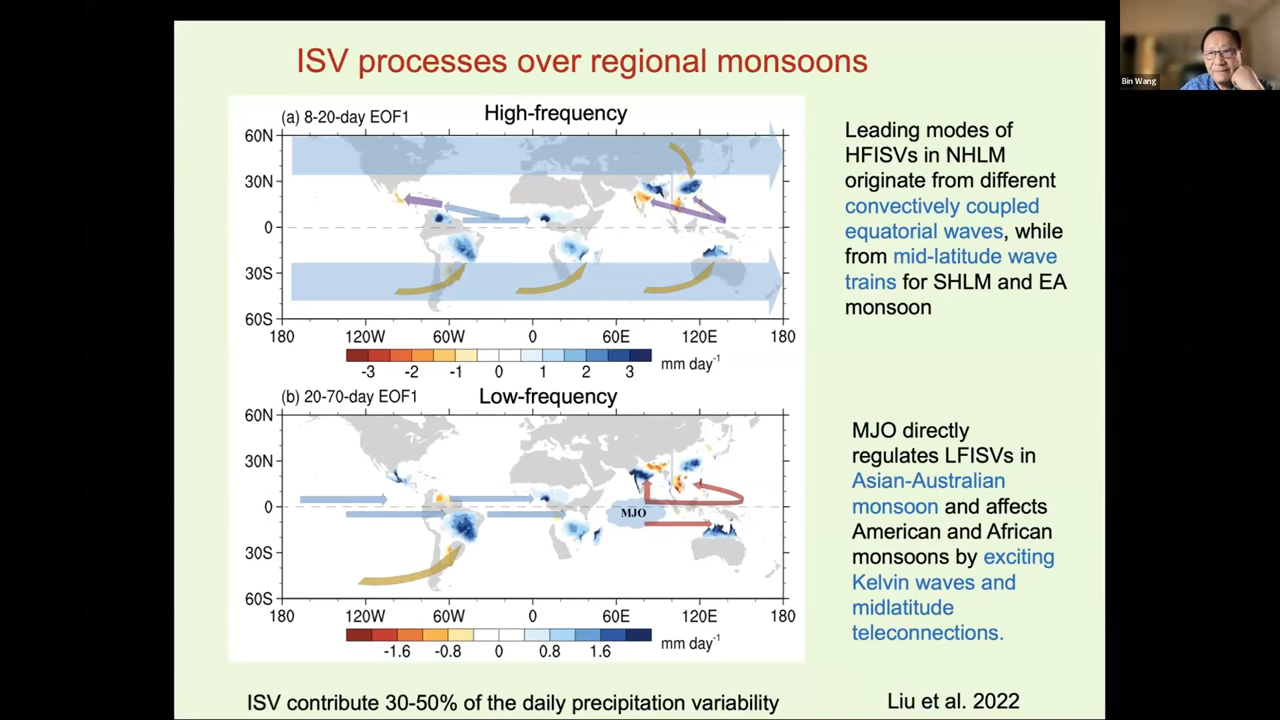 ISV processes over regional monsoons
Bin Wang
(a) 8-20-day EOF1
High-frequency
60N
30N
0
30S
60S
180 120W 60W 0 60E 120E 180
-3 -2 -1 0 1 2 3 mm day⁻¹
Leading modes of
HFISVs in NHLM
originate from different
convectively coupled
equatorial waves, while
from mid-latitude wave
trains for SHLM and EA
monsoon
(b) 20-70-day EOF1
Low-frequency
60N
30N
0
30S
60S
MJO
180 120W 60W 0 60E 120E 180
-1.6 -0.8 0 0.8 1.6 mm day⁻¹
MJO directly
regulates LFISVs in
Asian-Australian
monsoon and affects
American and African
monsoons by exciting
Kelvin waves and
midlatitude
teleconnections.
ISV contribute 30-50% of the daily precipitation variability
Liu et al. 2022